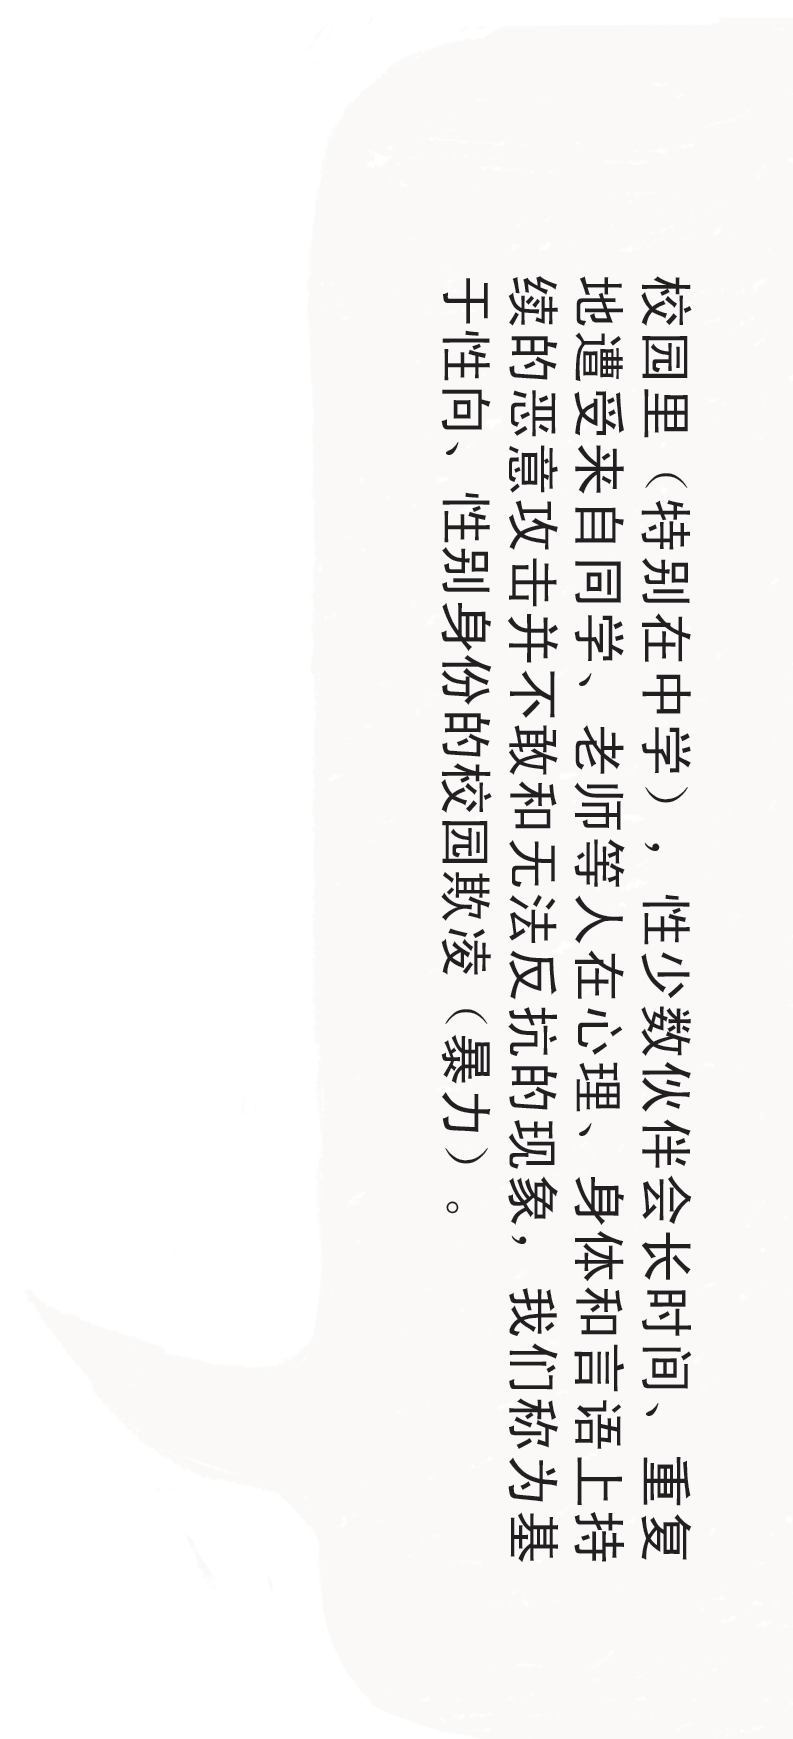 校园里（特别在中学），性少数伙伴会长时间、重复
地遭受来自同学、老师等人在心理、身体和言语上持
续的恶意攻击并不敢和无法反抗的现象，我们称为基
于性向、性别身份的校园欺凌（暴力）。